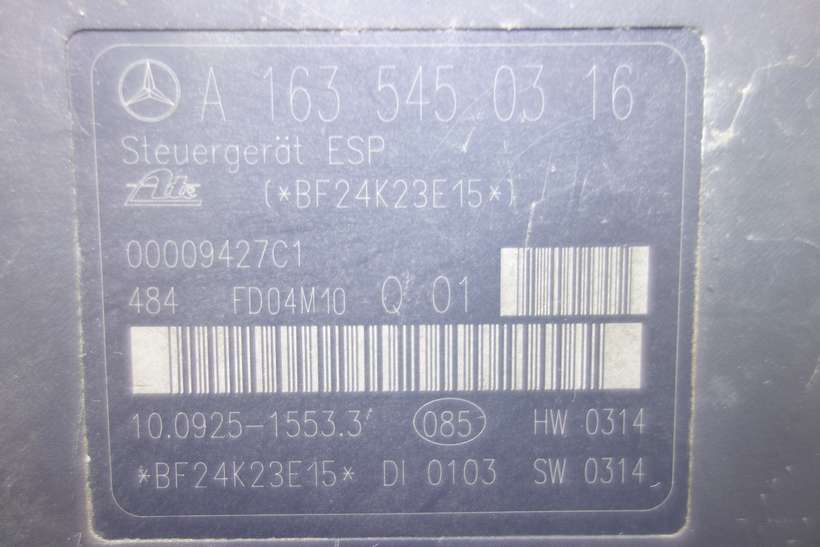 A 163 545 03 16
Steuergerät ESP
Ate (*BF24K23E15*)
00009427C1
484 FD04M10 Q 01
10.0925-1553.3
085 HW 0314
*BF24K23E15* DI 0103 SW 0314